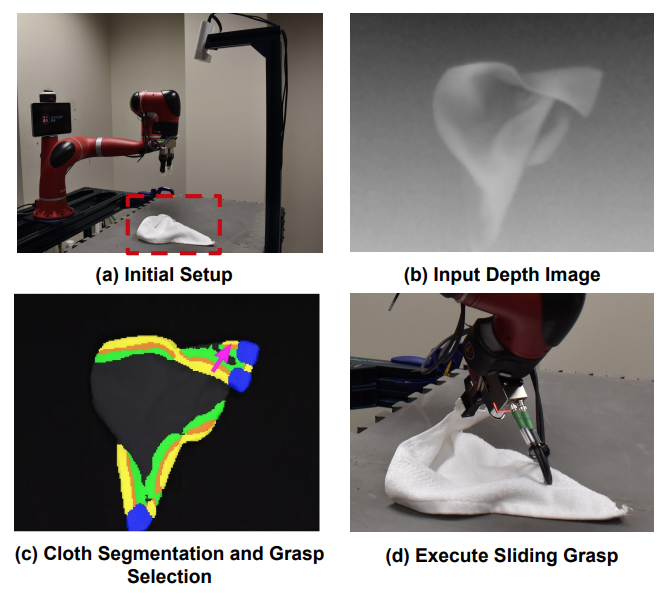 (a) Initial Setup
(b) Input Depth Image
(c) Cloth Segmentation and Grasp
Selection
(d) Execute Sliding Grasp